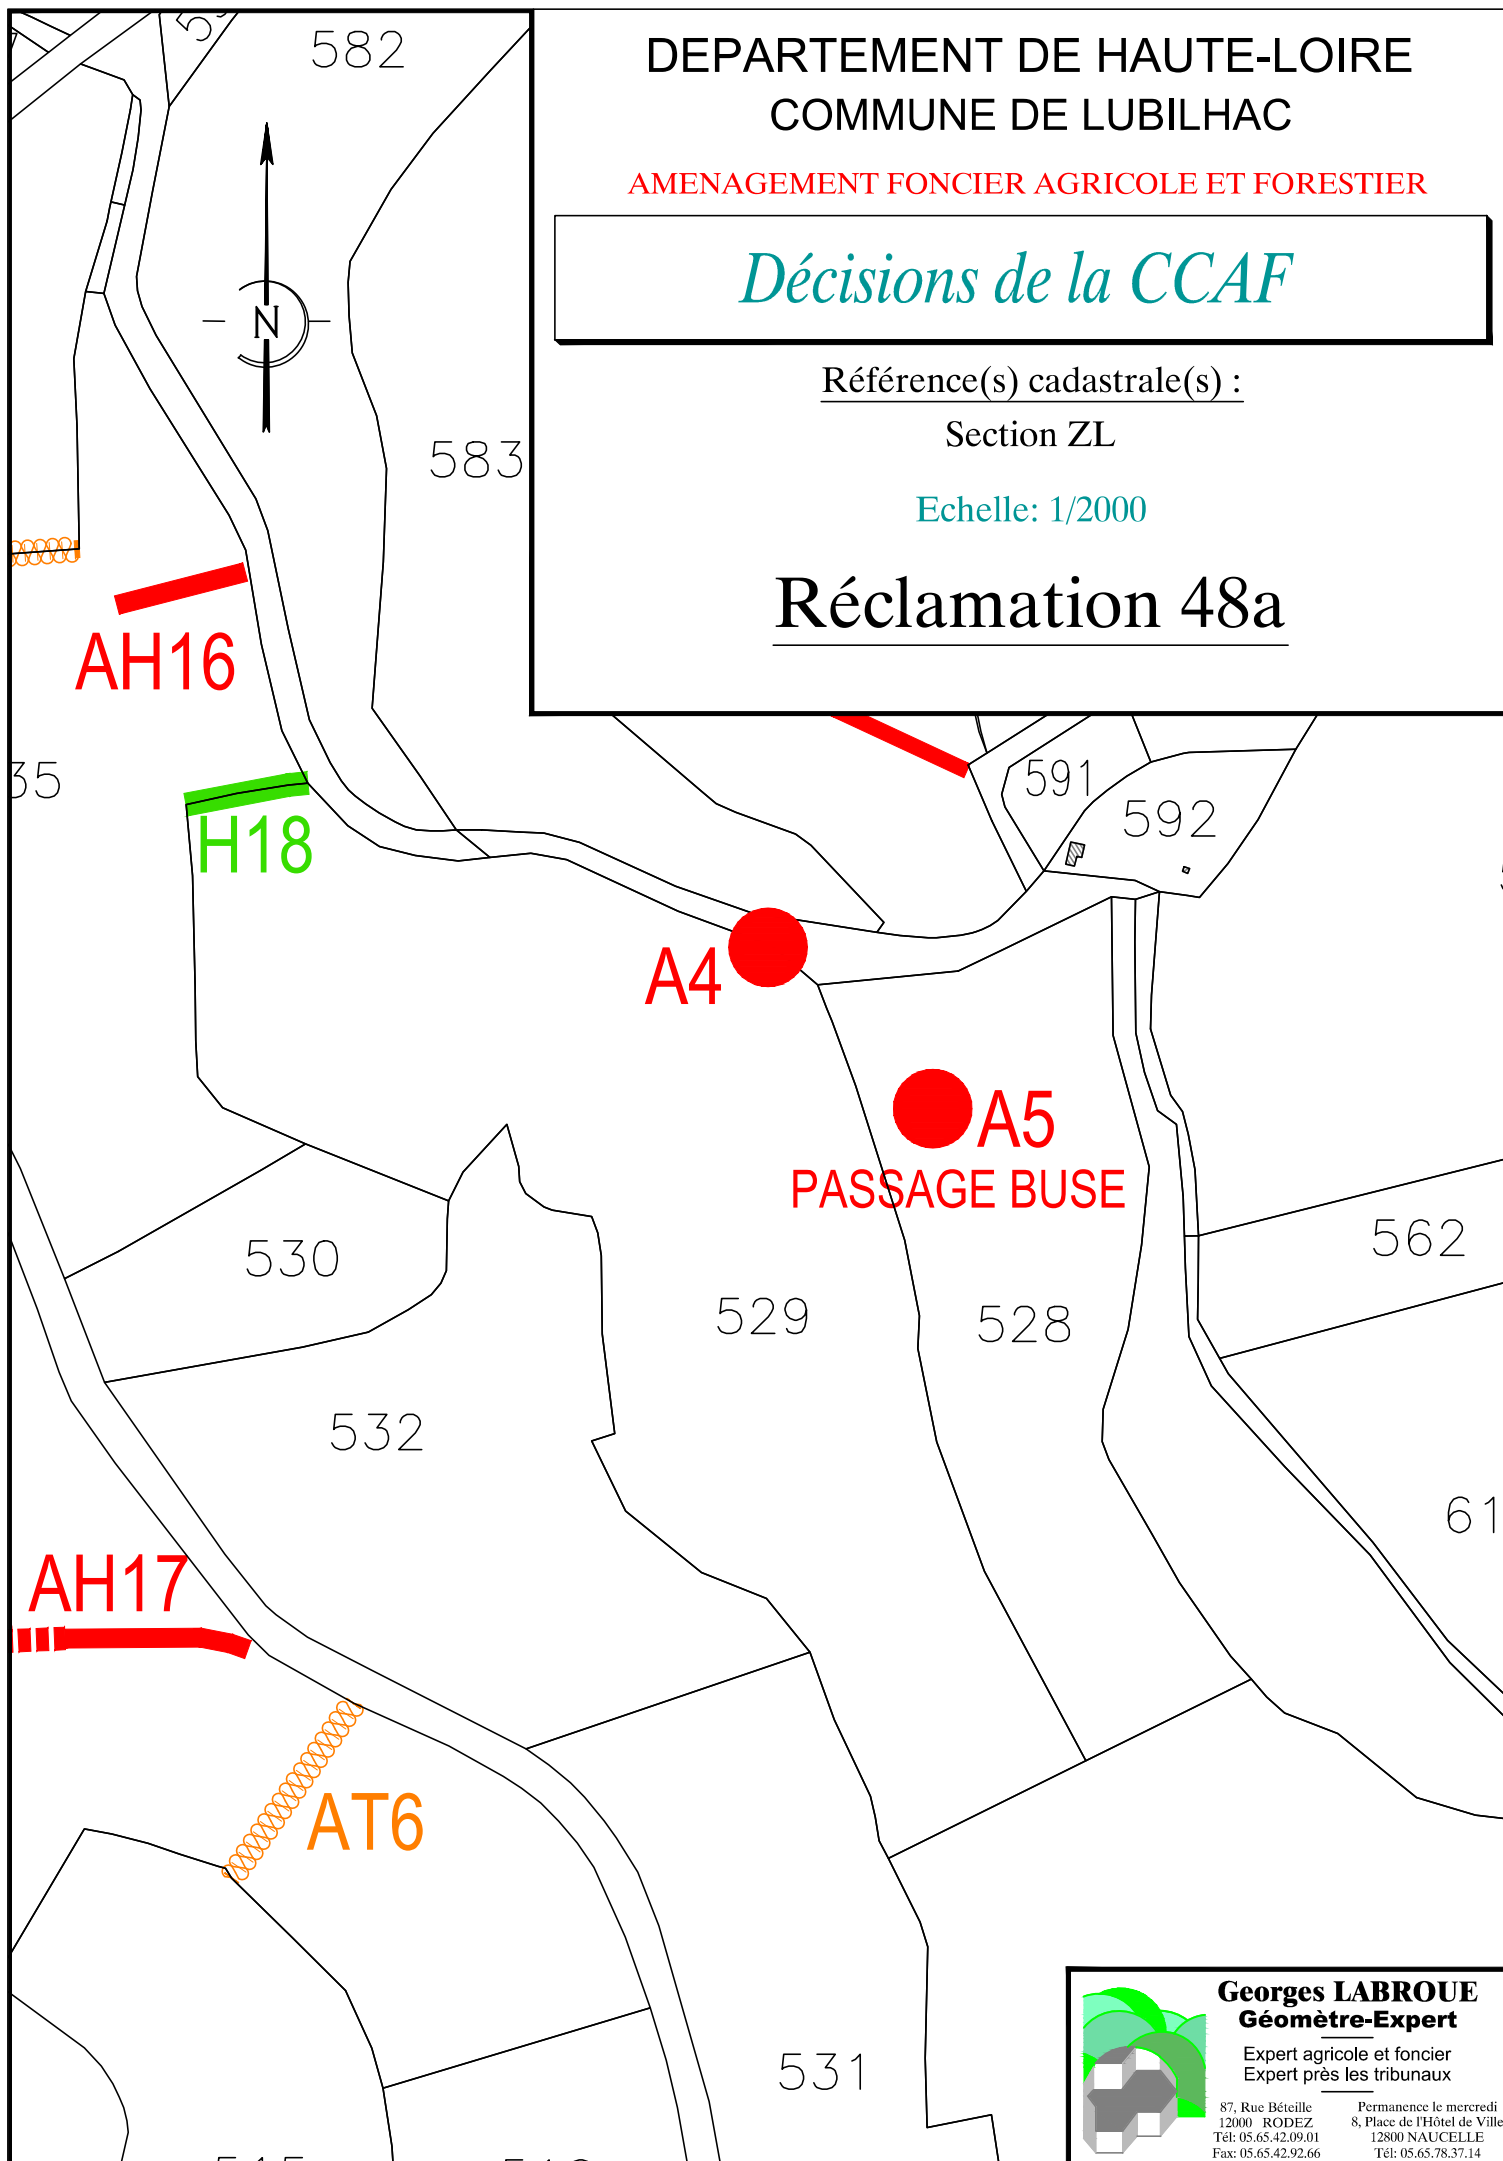 582
DEPARTEMENT DE HAUTE-LOIRE
COMMUNE DE LUBILHAC
AMENAGEMENT FONCIER AGRICOLE ET FORESTIER
Décisions de la CCAF
Référence(s) cadastrale(s) :
Section ZL
Echelle: 1/2000
Réclamation 48a
N
583
AH16
35
H18
591
592
A4
A5
PASSAGE BUSE
530
562
529
528
532
61
AH17
AT6
531
Georges LABROUE
Géomètre-Expert
Expert agricole et foncier
Expert près les tribunaux
87, Rue Béteille
12000 RODEZ
Tél: 05.65.42.09.01
Fax: 05.65.42.92.66
Permanence le mercredi
8, Place de l'Hôtel de Ville
12800 NAUCELLE
Tél: 05.65.78.37.14